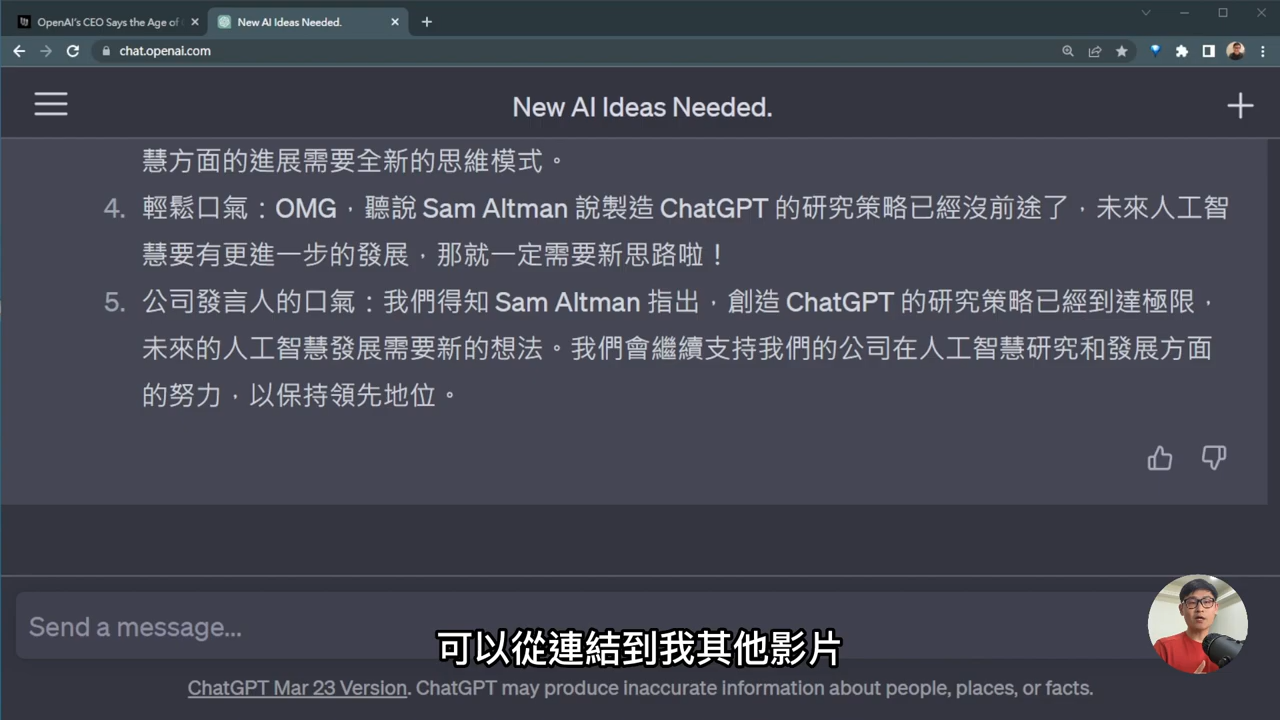 OpenAI's CEO Says the Age of
New AI Ideas Needed.
chat.openai.com
New AI Ideas Needed.
慧方面的進展需要全新的思維模式。
4. 輕鬆口氣：OMG，聽說 Sam Altman 說製造 ChatGPT 的研究策略已經沒前途了，未來人工智
慧要有更進一步的發展，那就一定需要新思路啦！
5. 公司發言人的口氣：我們得知 Sam Altman 指出，創造 ChatGPT 的研究策略已經到達極限，
未來的人工智慧發展需要新的想法。我們會繼續支持我們的公司在人工智慧研究和發展方面
的努力，以保持領先地位。
Send a message...
可以從連結到我其他影片
ChatGPT Mar 23 Version. ChatGPT may produce inaccurate information about people, places, or facts.